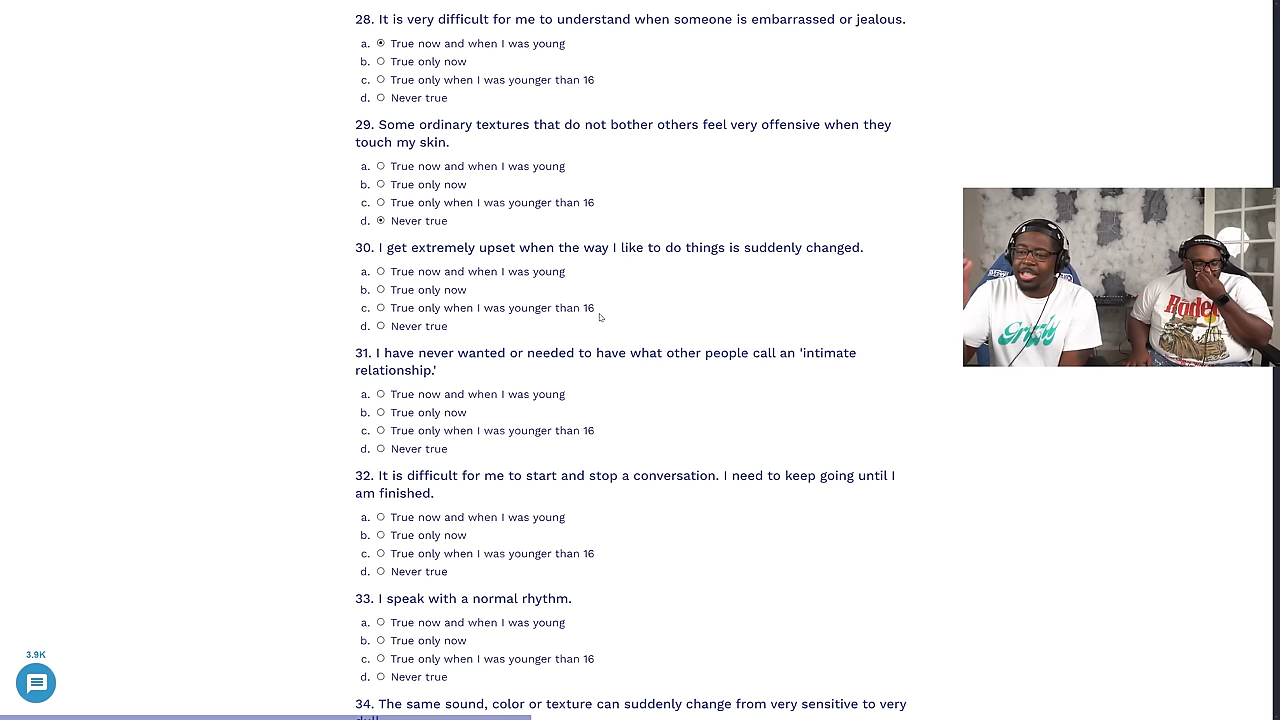 28. It is very difficult for me to understand when someone is embarrassed or jealous.
a. True now and when I was young
b. True only now
c. True only when I was younger than 16
d. Never true
29. Some ordinary textures that do not bother others feel very offensive when they
touch my skin.
a. True now and when I was young
b. True only now
c. True only when I was younger than 16
d. Never true
30. I get extremely upset when the way I like to do things is suddenly changed.
a. True now and when I was young
b. True only now
c. True only when I was younger than 16
d. Never true
31. I have never wanted or needed to have what other people call an 'intimate
relationship.'
a. True now and when I was young
b. True only now
c. True only when I was younger than 16
d. Never true
32. It is difficult for me to start and stop a conversation. I need to keep going until I
am finished.
a. True now and when I was young
b. True only now
c. True only when I was younger than 16
d. Never true
33. I speak with a normal rhythm.
a. True now and when I was young
b. True only now
c. True only when I was younger than 16
d. Never true
34. The same sound, color or texture can suddenly change from very sensitive to very
3.9K